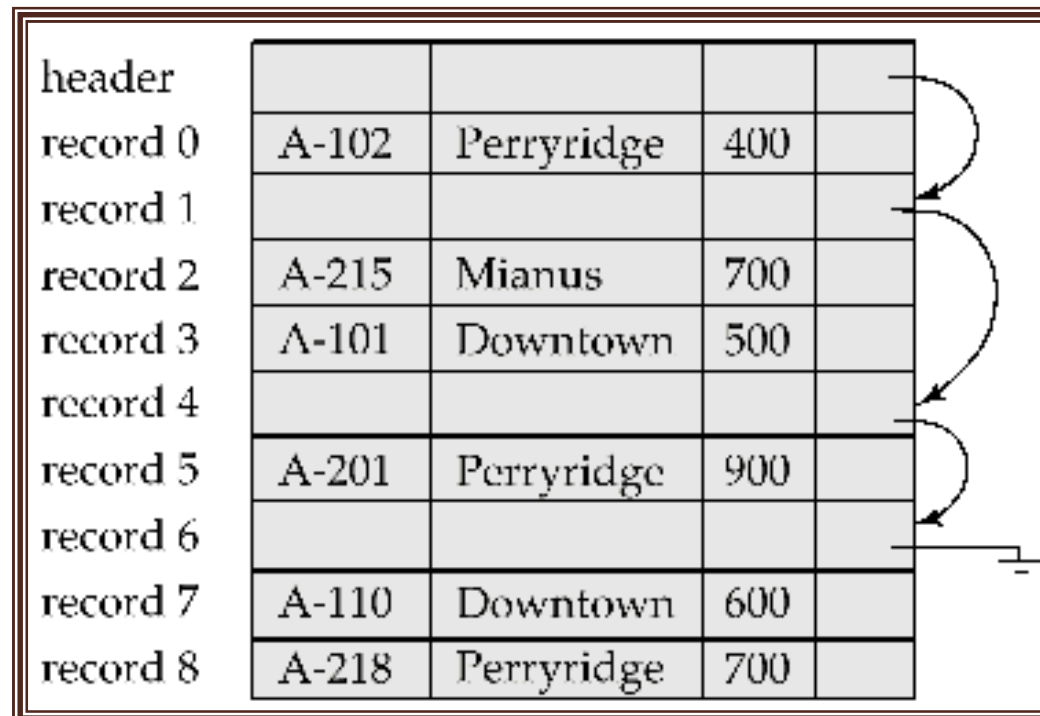 header
record 0 A-102 Perryridge 400
record 1
record 2 A-215 Mianus 700
record 3 A-101 Downtown 500
record 4
record 5 A-201 Perryridge 900
record 6
record 7 A-110 Downtown 600
record 8 A-218 Perryridge 700